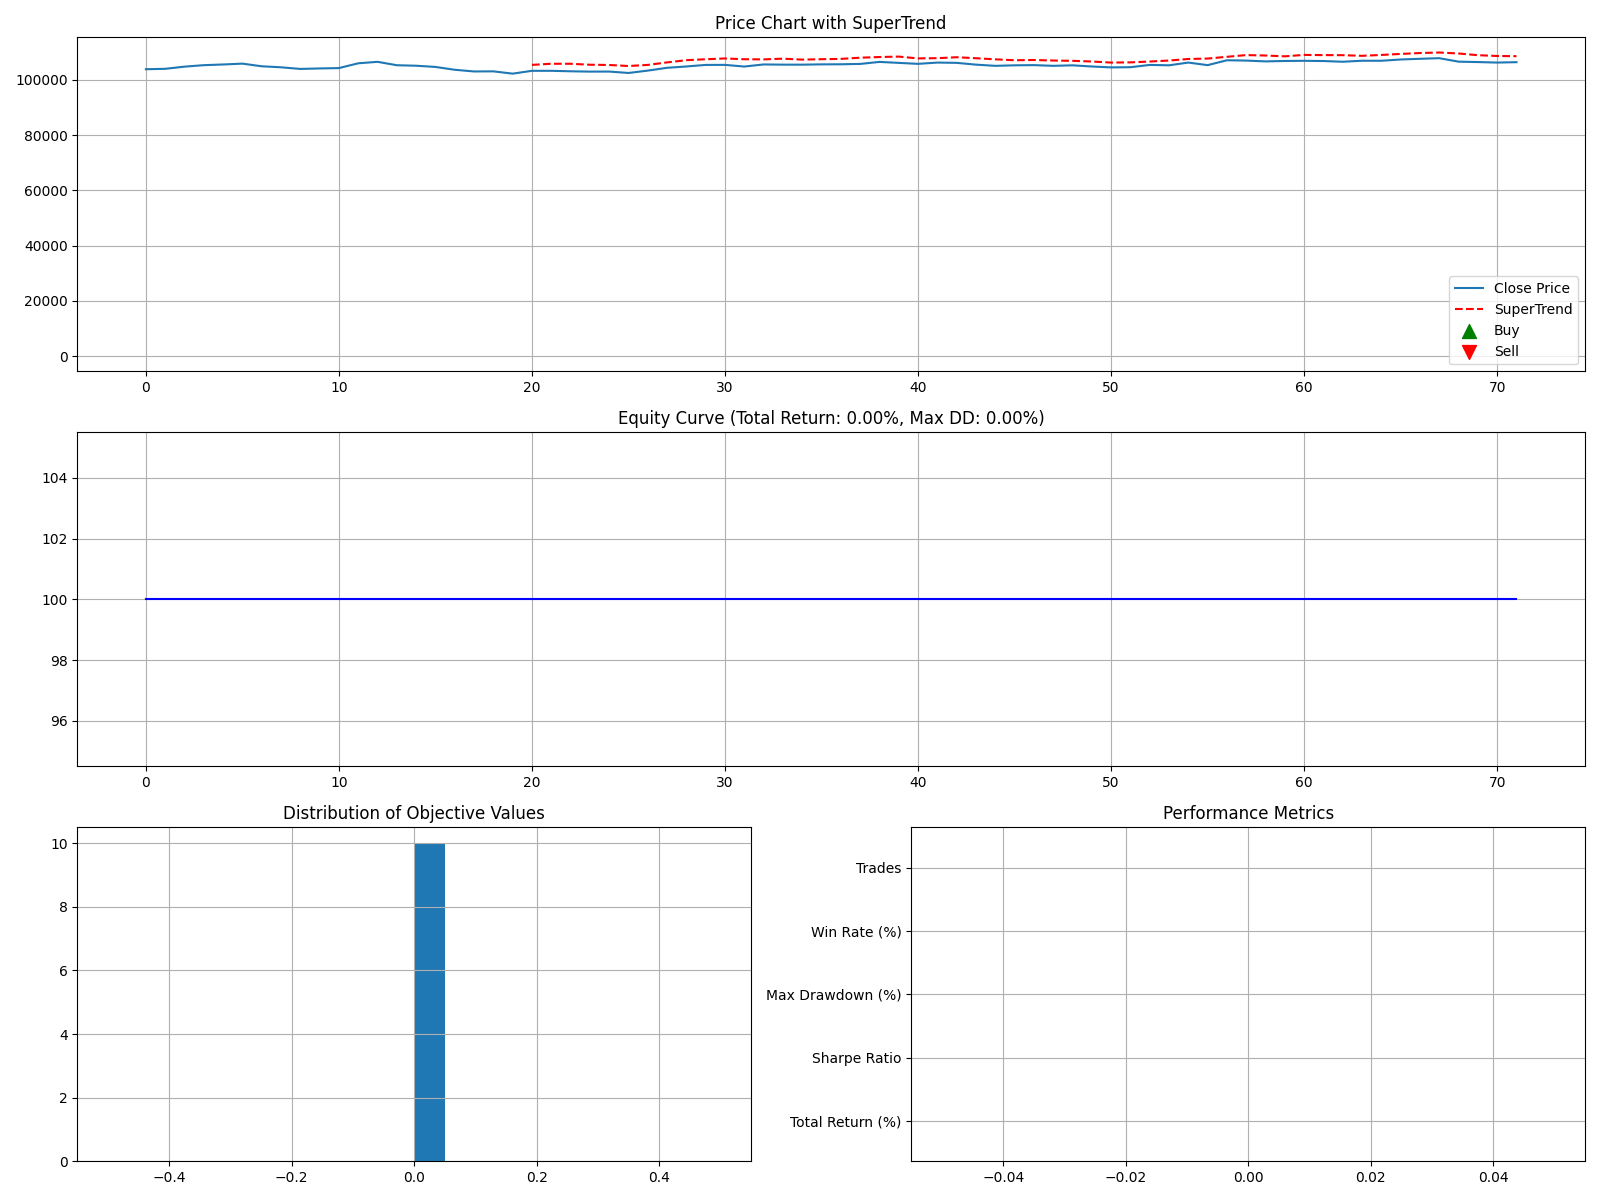 Price Chart with SuperTrend
100000
80000
60000
40000
20000
0
Close Price
SuperTrend
Buy
Sell
0 10 20 30 40 50 60 70
Equity Curve (Total Return: 0.00%, Max DD: 0.00%)
104
102
100
98
96
0 10 20 30 40 50 60 70
Distribution of Objective Values
10
8
6
4
2
0
−0.4 −0.2 0.0 0.2 0.4
Performance Metrics
Trades
Win Rate (%)
Max Drawdown (%)
Sharpe Ratio
Total Return (%)
−0.04 −0.02 0.00 0.02 0.04